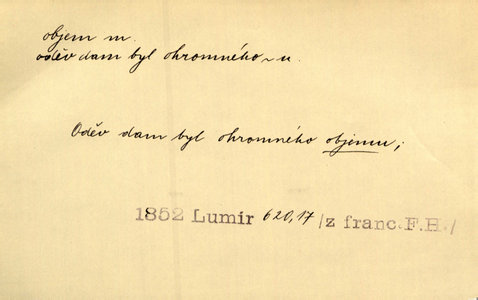 objem m.
oděv dam byl ohromného ~ u.
Oděv dam byl ohromného objemu;
1852 Lumír 620,17 /z franc. F.H./